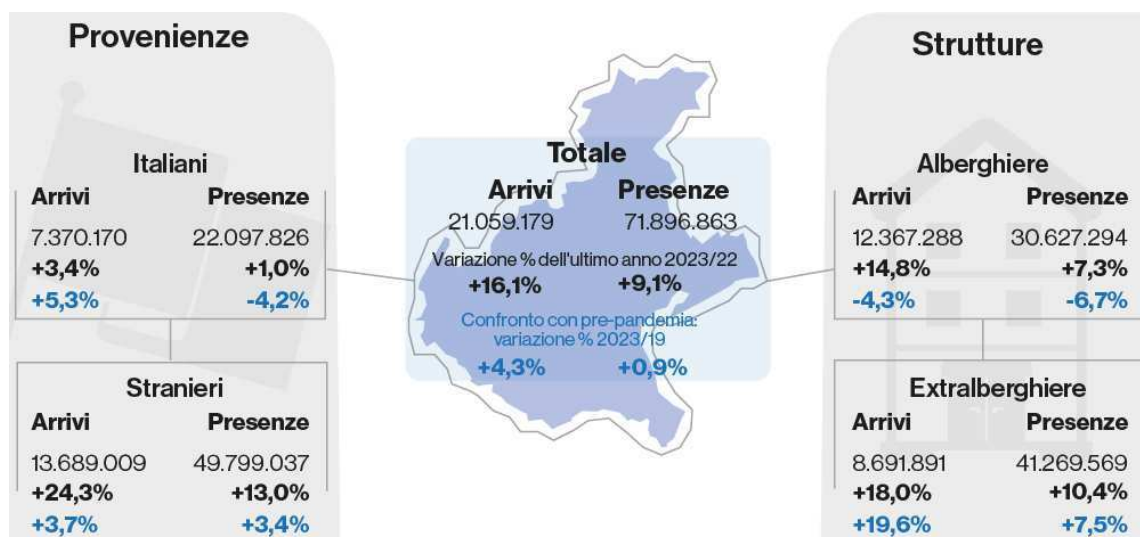 Provenienze
Italiani
Arrivi Presenze
7.370.170 22.097.826
+3,4% +1,0%
+5,3% -4,2%
Stranieri
Arrivi Presenze
13.689.009 49.799.037
+24,3% +13,0%
+3,7% +3,4%
Totale
Arrivi Presenze
21.059.179 71.896.863
Variazione % dell'ultimo anno 2023/22
+16,1% +9,1%
Confronto con pre-pandemia:
variazione % 2023/19
+4,3% +0,9%
Strutture
Alberghiere
Arrivi Presenze
12.367.288 30.627.294
+14,8% +7,3%
-4,3% -6,7%
Extralberghiere
Arrivi Presenze
8.691.891 41.269.569
+18,0% +10,4%
+19,6% +7,5%